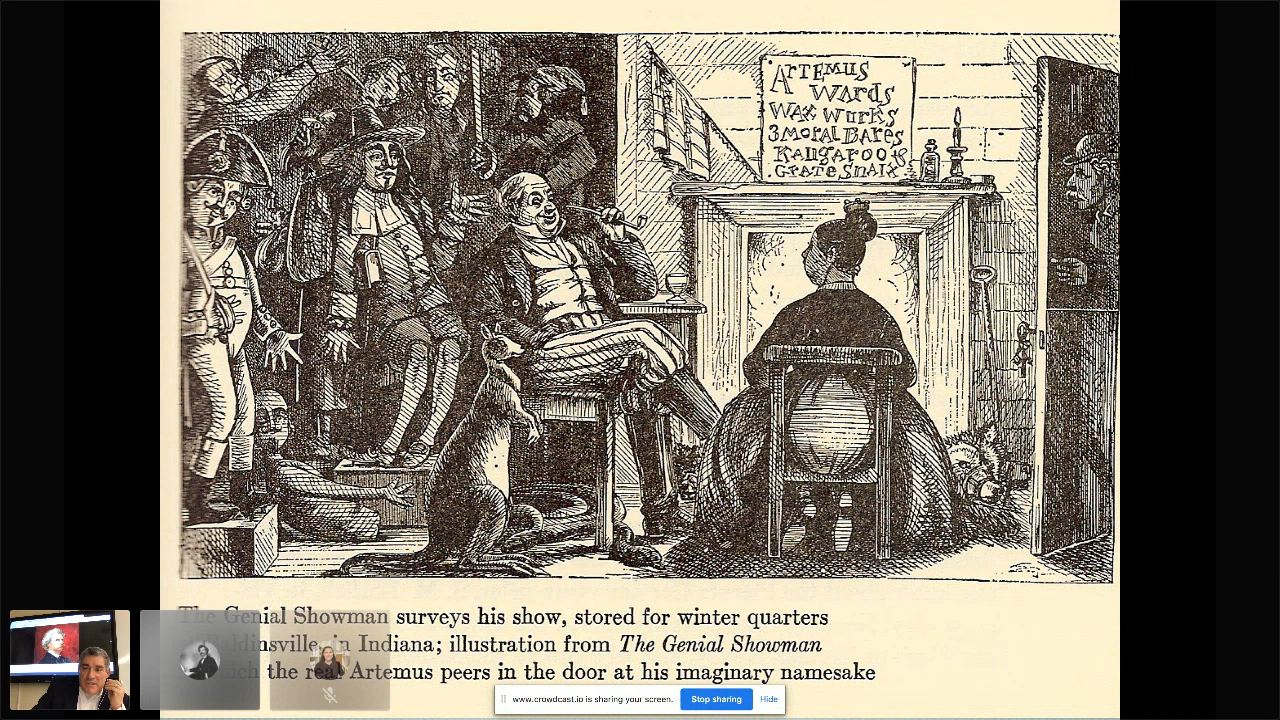 ARTEMUS
WARDS
WAX WURKS
3 MORAL BARES
KANGAROO &
GRATE SNAIX
The Genial Showman surveys his show, stored for winter quarters
in Indiana; illustration from The Genial Showman
the real Artemus peers in the door at his imaginary namesake
www.crowdcast.io is sharing your screen.
Stop sharing
Hide